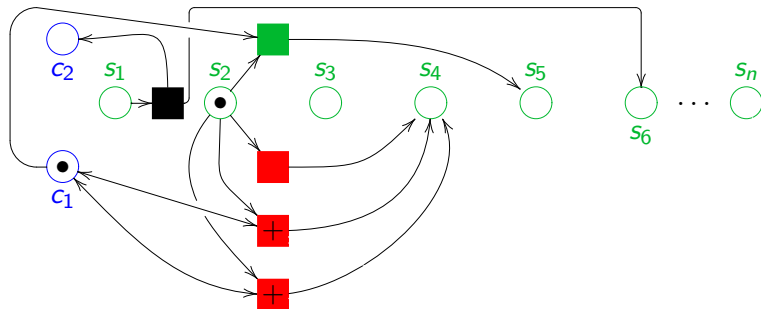 c₂
s₁ s₂ s₃ s₄ s₅ s₆ ⋯ sₙ
c₁
+
+